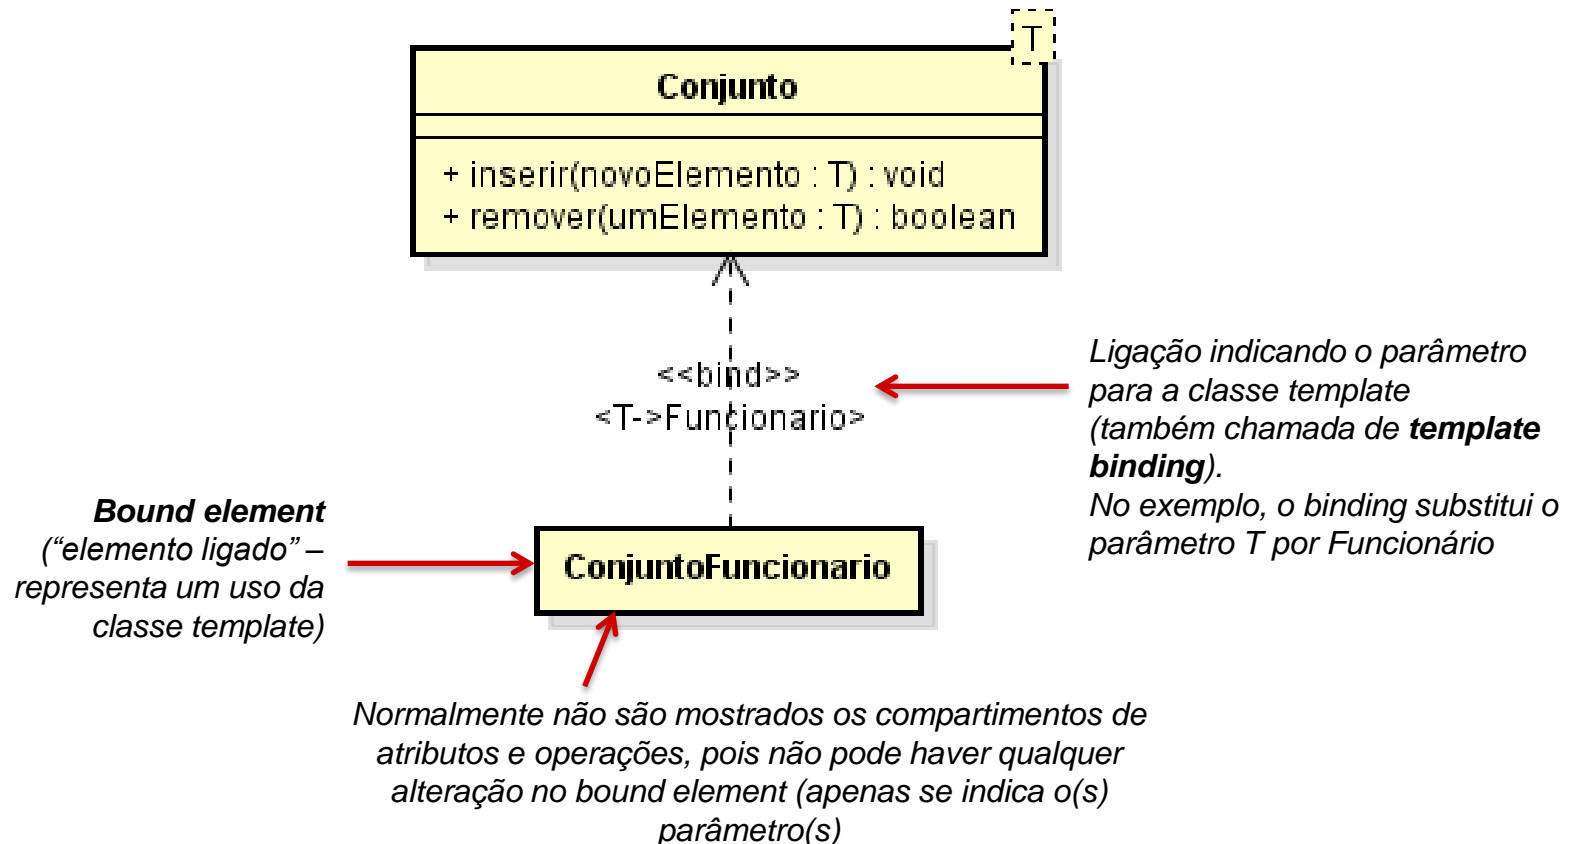 T
Conjunto
+ inserir(novoElemento : T) : void
+ remover(umElemento : T) : boolean
<<bind>>
<T->Funcionario>
Ligação indicando o parâmetro
para a classe template
(também chamada de template
binding).
No exemplo, o binding substitui o
parâmetro T por Funcionário
Bound element
(“elemento ligado” –
representa um uso da
classe template)
ConjuntoFuncionario
Normalmente não são mostrados os compartimentos de
atributos e operações, pois não pode haver qualquer
alteração no bound element (apenas se indica o(s)
parâmetro(s)